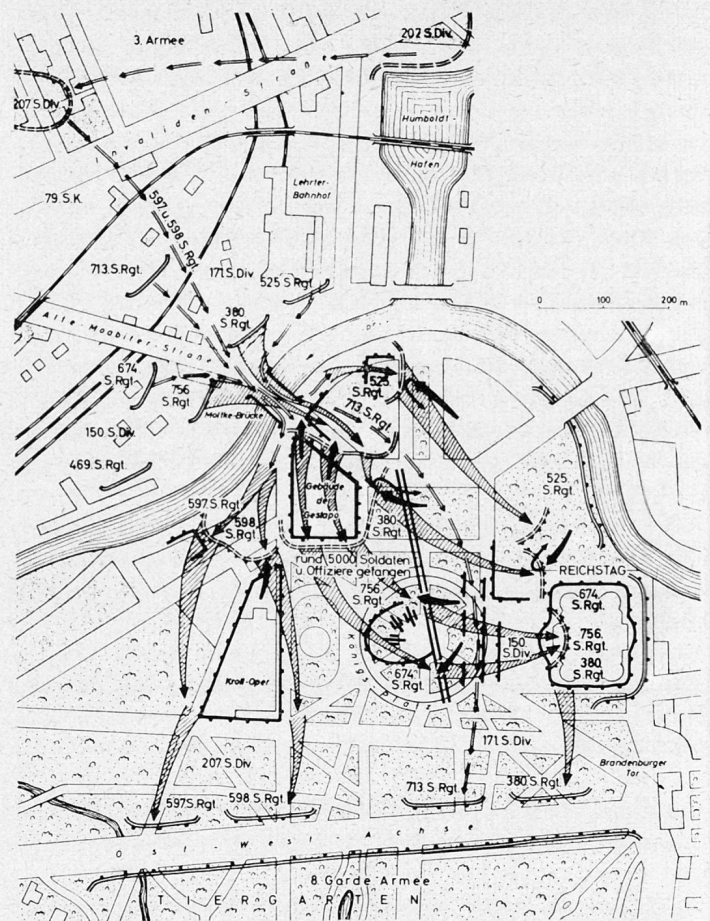 3. Armee
202 S.Div.
207 S.Div.
Invaliden Straße
Humboldt-
Hafen
Lehrter-
Bahnhof
79. S.K.
597 u. 598 S. Rgt.
713.S.Rgt.
171 S.Div.
525 S Rgt.
0 100 200 m
380
S.Rgt.
Alte-Moabiter-Straße
674
S.Rgt.
756
S.Rgt.
525.
S.Rgt.
713 S.Rgt.
Moltke-Brücke
150 S.Div.
469.S.Rgt.
Gebäude
der
Gestapo
525
S.Rgt.
597 S.Rgt.
598
S.Rgt.
380
S.Rgt.
rund 5000 Soldaten
u. Offiziere gefangen
REICHSTAG
756
S.Rgt.
674
S.Rgt.
756.
S.Rgt.
380
S.Rgt.
150
S.Div.
Königs platz
674
S.Rgt.
Kroll-Oper
171 S.Div.
207 S.Div
Brandenburger
Tor
597 S.Rgt.
598 S.Rgt.
713 S.Rgt.
380 S.Rgt.
Ost-West-Achse
8 Garde Armee
TIERGARTEN